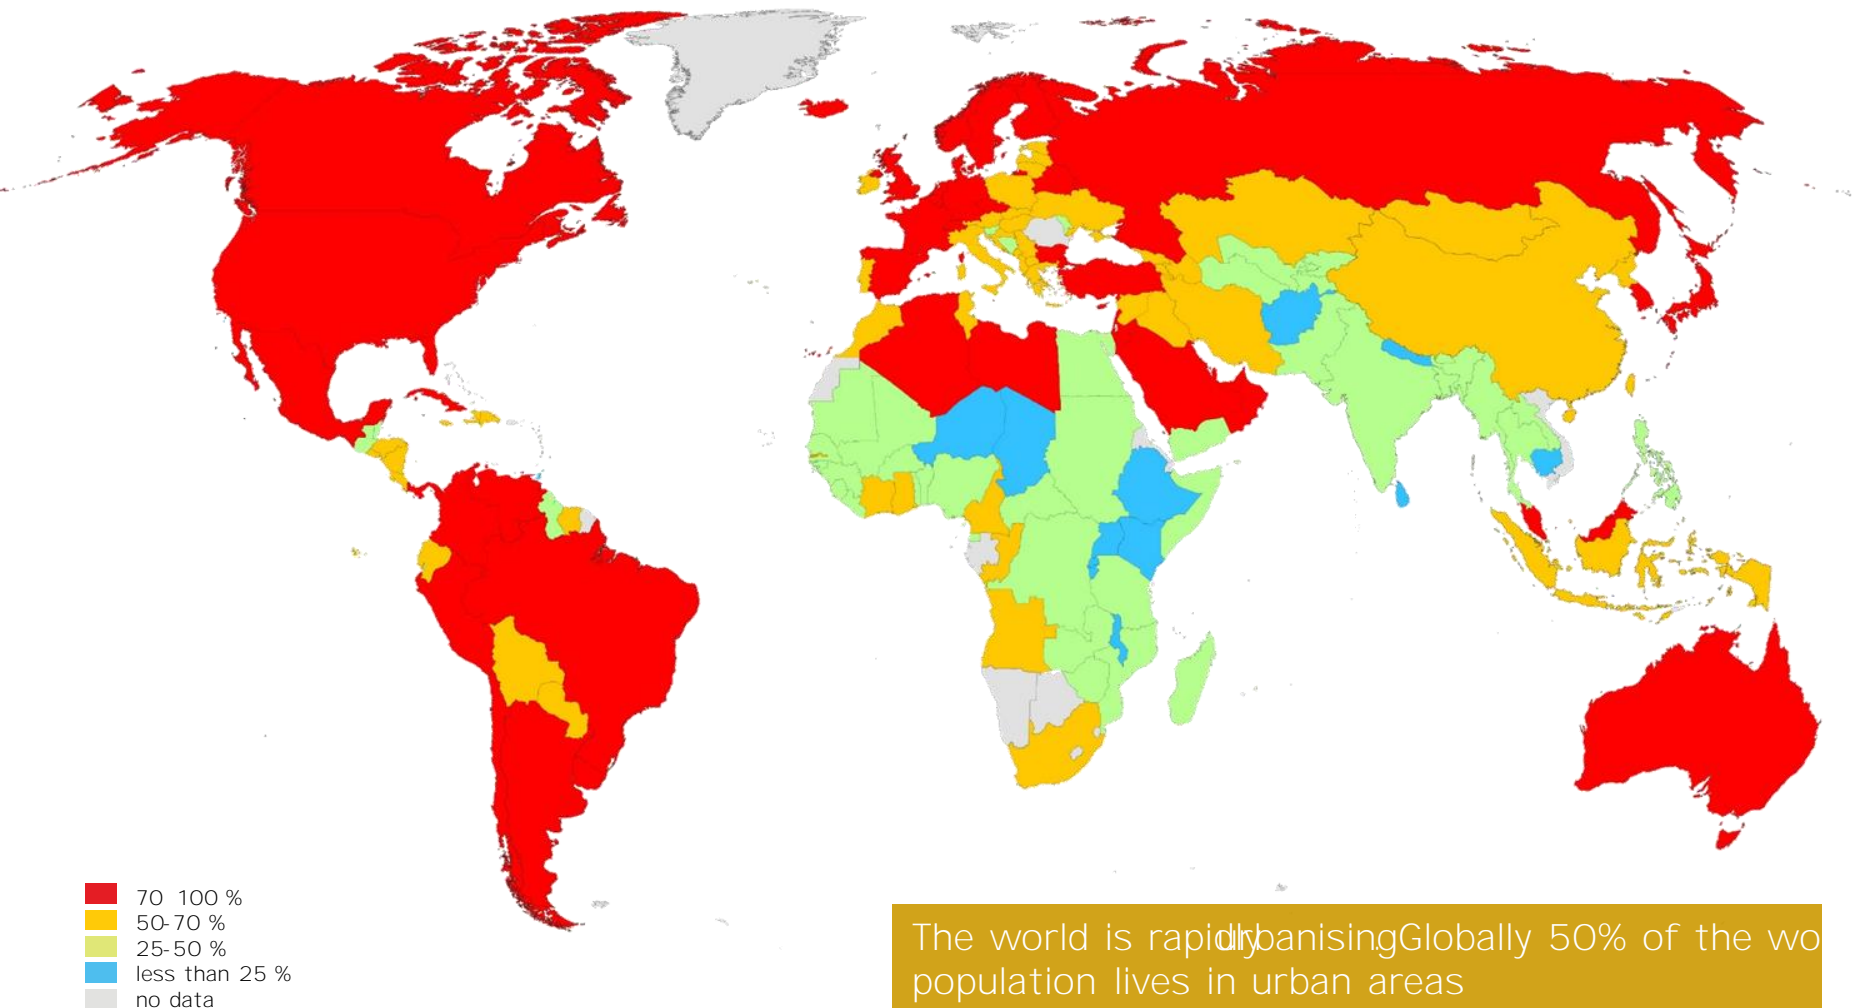 70 100 %
50-70 %
25-50 %
less than 25 %
no data
The world is rapidly urbanising. Globally 50% of the wo
population lives in urban areas